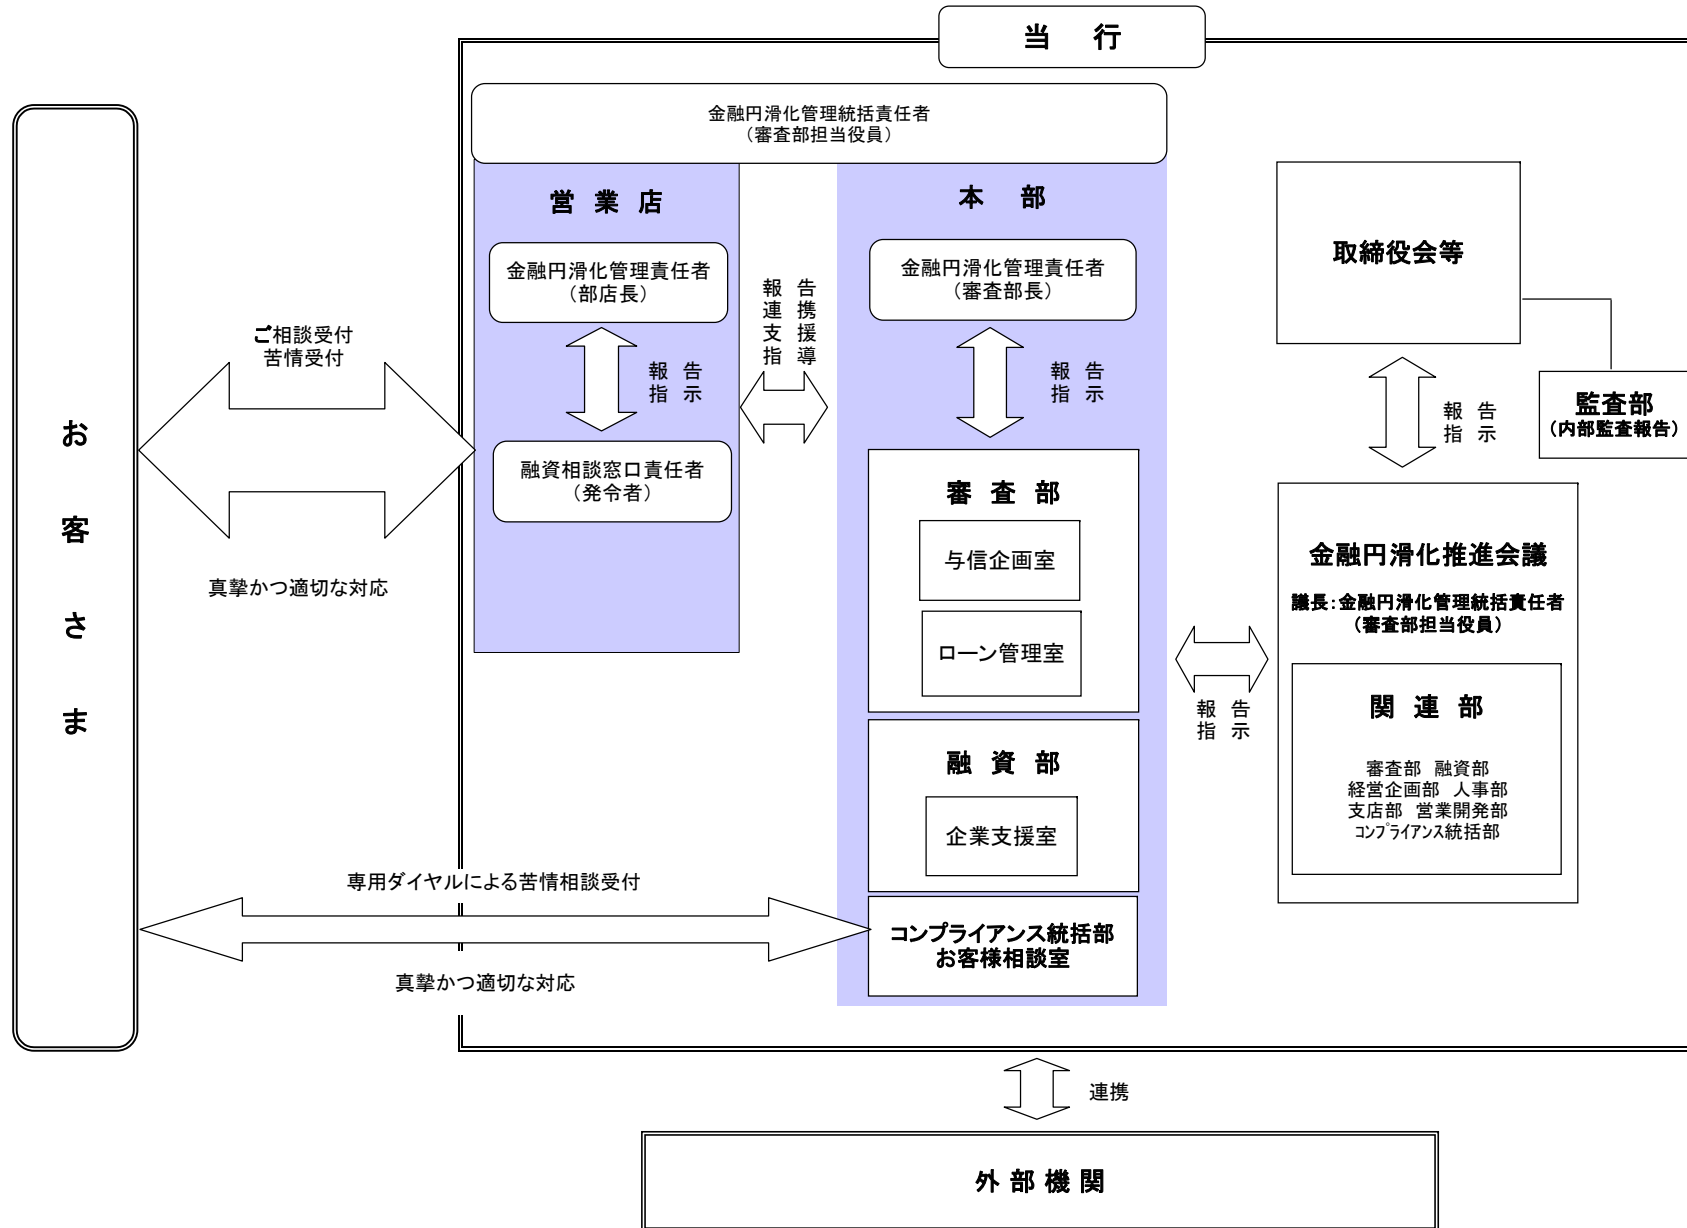 当 行
金融円滑化管理統括責任者
(審査部担当役員)
お
客
さ
ま
ご相談受付
苦情受付
真摯かつ適切な対応
営 業 店
金融円滑化管理責任者
(部店長)
報 告
指 示
融資相談窓口責任者
(発令者)
報 告
連 携
支 援
指 導
本 部
金融円滑化管理責任者
(審査部長)
報 告
指 示
審 査 部
与信企画室
ローン管理室
融 資 部
企業支援室
コンプライアンス統括部
お客様相談室
専用ダイヤルによる苦情相談受付
真摯かつ適切な対応
報 告
指 示
取締役会等
監査部
(内部監査報告)
報 告
指 示
金融円滑化推進会議
議長:金融円滑化管理統括責任者
(審査部担当役員)
関 連 部
審査部 融資部
経営企画部 人事部
支店部 営業開発部
コンプライアンス統括部
連携
外 部 機 関